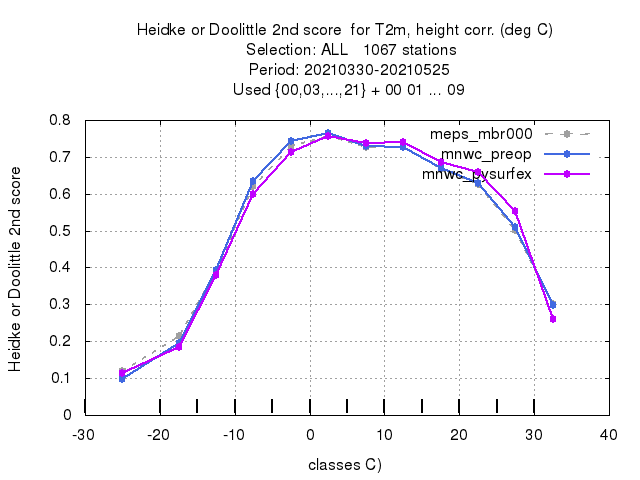 Heidke or Doolittle 2nd score  for T2m, height corr. (deg C)
Selection: ALL   1067 stations
Period: 20210330-20210525
Used {00,03,...,21} + 00 01 ... 09
Heidke or Doolittle 2nd score
0.8
0.7
0.6
0.5
0.4
0.3
0.2
0.1
0
meps_mbr000
mnwc_preop
mnwc_pysurfex
-30 -20 -10 0 10 20 30 40
classes C)